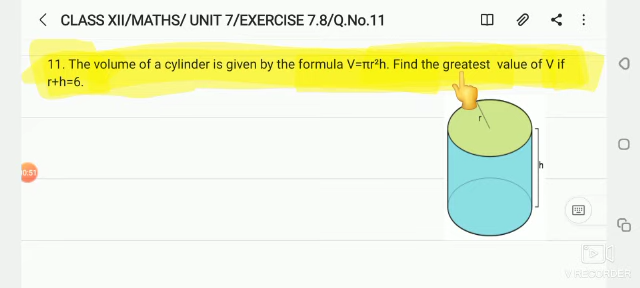 CLASS XII/MATHS/ UNIT 7/EXERCISE 7.8/Q.No.11
11. The volume of a cylinder is given by the formula V=πr²h. Find the greatest value of V if
r+h=6.
r
h
0:51
V RECORDER